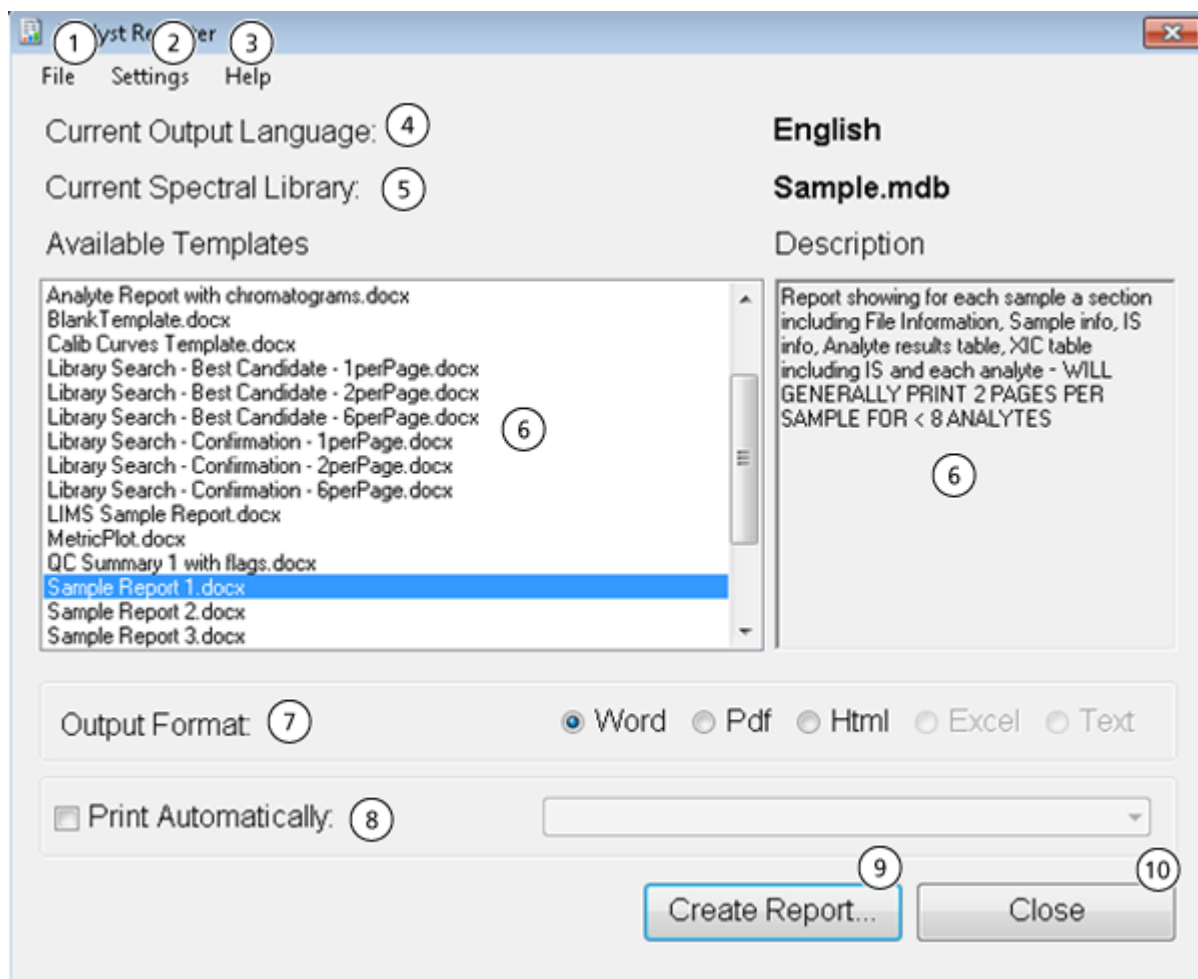 1 2 3
File Settings Help
Current Output Language: 4 English
Current Spectral Library: 5 Sample.mdb
Available Templates
Description
Analyte Report with chromatograms.docx
BlankTemplate.docx
Calib Curves Template.docx
Library Search - Best Candidate - 1perPage.docx
Library Search - Best Candidate - 2perPage.docx
Library Search - Best Candidate - 6perPage.docx
Library Search - Confirmation - 1perPage.docx
Library Search - Confirmation - 2perPage.docx
Library Search - Confirmation - 6perPage.docx
LIMS Sample Report.docx
MetricPlot.docx
QC Summary 1 with flags.docx
Sample Report 1.docx
Sample Report 2.docx
Sample Report 3.docx
6
Report showing for each sample a section
including File Information, Sample info, IS
info, Analyte results table, XIC table
including IS and each analyte - WILL
GENERALLY PRINT 2 PAGES PER
SAMPLE FOR < 8 ANALYTES
6
Output Format: 7 Word Pdf Html Excel Text
Print Automatically: 8
9 10
Create Report... Close